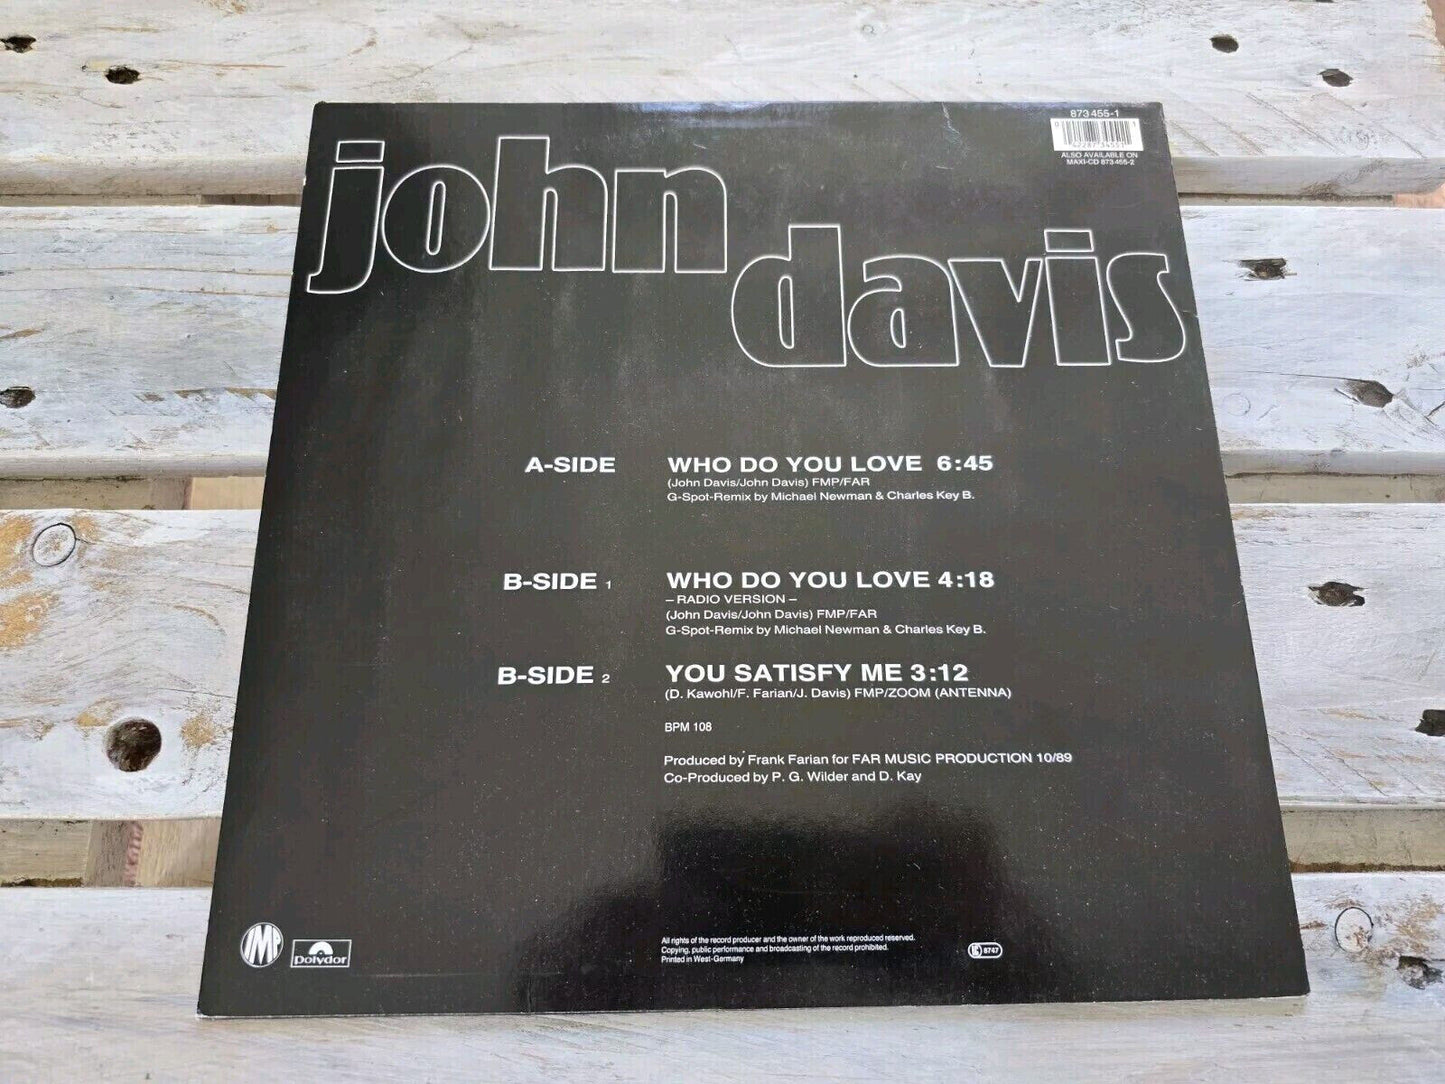 873 455-1
ALSO AVAILABLE ON
MAXI-CD 873 455-2
john
davis
A-SIDE WHO DO YOU LOVE 6:45
(John Davis/John Davis) FMP/FAR
G-Spot-Remix by Michael Newman & Charles Key B.
B-SIDE 1 WHO DO YOU LOVE 4:18
– RADIO VERSION –
(John Davis/John Davis) FMP/FAR
G-Spot-Remix by Michael Newman & Charles Key B.
B-SIDE 2 YOU SATISFY ME 3:12
(D. Kawohl/F. Farian/J. Davis) FMP/ZOOM (ANTENNA)
BPM 108
Produced by Frank Farian for FAR MUSIC PRODUCTION 10/89
Co-Produced by P. G. Wilder and D. Kay
IMP
Polydor
All rights of the record producer and the owner of the work reproduced reserved.
Copying, public performance and broadcasting of the record prohibited.
Printed in West-Germany
LC 8747